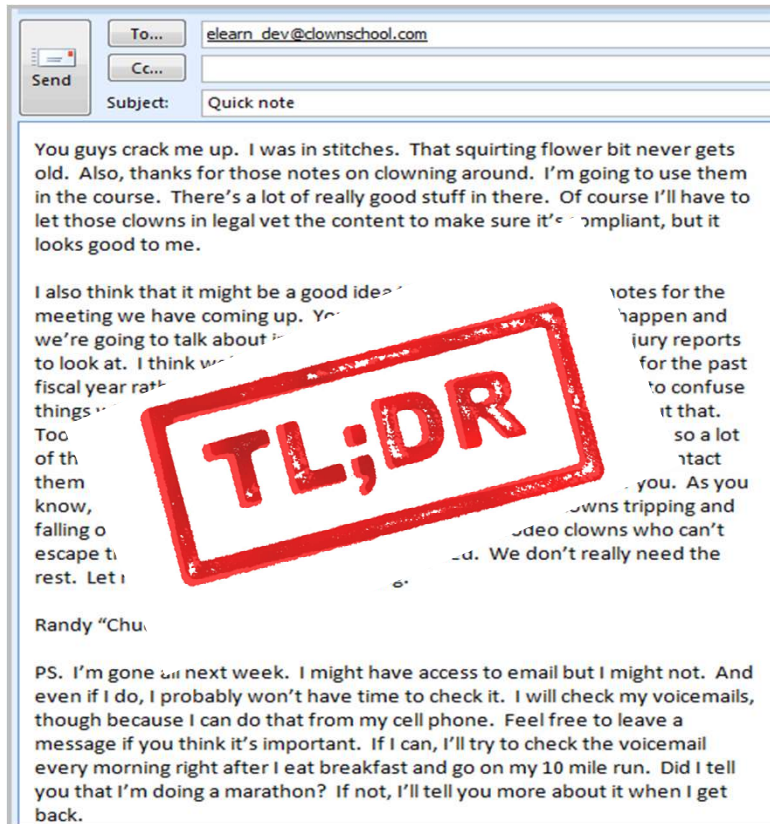 To...
elearn_dev@clownschool.com
Cc...
Send
Subject:
Quick note
You guys crack me up. I was in stitches. That squirting flower bit never gets
old. Also, thanks for those notes on clowning around. I'm going to use them
in the course. There's a lot of really good stuff in there. Of course I'll have to
let those clowns in legal vet the content to make sure it's compliant, but it
looks good to me.
I also think that it might be a good idea notes for the
meeting we have coming up. happen and
we're going to talk about jury reports
to look at. I think for the past
fiscal year to confuse
things that.
so a lot
of
them you. As you
know, tripping and
falling rodeo clowns who can't
escape We don't really need the
rest. Let
TL;DR
Randy
PS. I'm gone all next week. I might have access to email but I might not. And
even if I do, I probably won't have time to check it. I will check my voicemails,
though because I can do that from my cell phone. Feel free to leave a
message if you think it's important. If I can, I'll try to check the voicemail
every morning right after I eat breakfast and go on my 10 mile run. Did I tell
you that I'm doing a marathon? If not, I'll tell you more about it when I get
back.